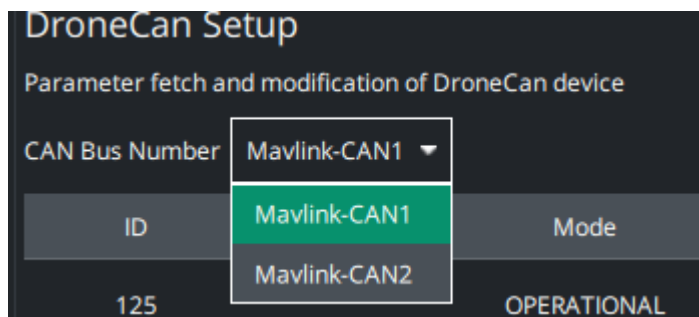 DroneCan Setup
Parameter fetch and modification of DroneCan device
CAN Bus Number Mavlink-CAN1
ID Mavlink-CAN1 Mode
Mavlink-CAN2
125 OPERATIONAL